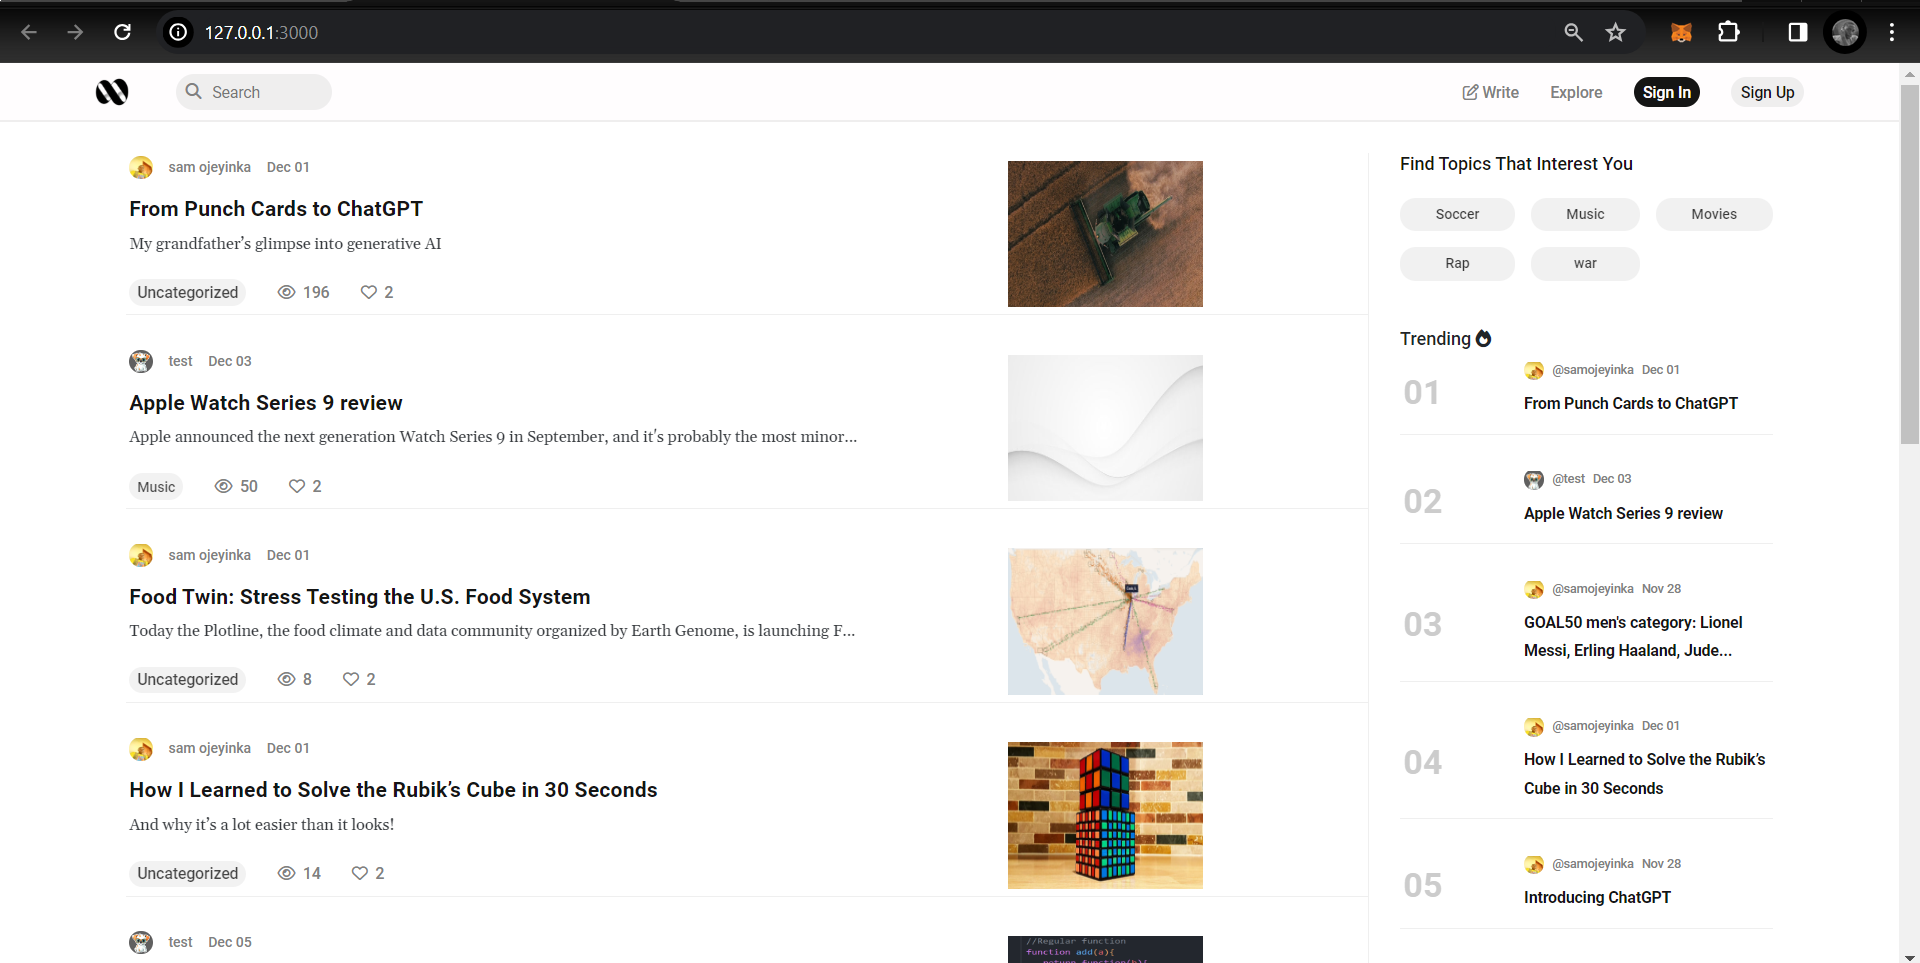 127.0.0.1:3000
Search
Write
Explore
Sign In
Sign Up
sam ojeyinka Dec 01
From Punch Cards to ChatGPT
My grandfather’s glimpse into generative AI
Uncategorized 196 2
test Dec 03
Apple Watch Series 9 review
Apple announced the next generation Watch Series 9 in September, and it's probably the most minor...
Music 50 2
sam ojeyinka Dec 01
Food Twin: Stress Testing the U.S. Food System
Today the Plotline, the food climate and data community organized by Earth Genome, is launching F...
Uncategorized 8 2
sam ojeyinka Dec 01
How I Learned to Solve the Rubik’s Cube in 30 Seconds
And why it’s a lot easier than it looks!
Uncategorized 14 2
test Dec 05
//Regular function
function add(a){
Find Topics That Interest You
Soccer Music Movies
Rap war
Trending
01
@samojeyinka Dec 01
From Punch Cards to ChatGPT
02
@test Dec 03
Apple Watch Series 9 review
03
@samojeyinka Nov 28
GOAL50 men's category: Lionel
Messi, Erling Haaland, Jude...
04
@samojeyinka Dec 01
How I Learned to Solve the Rubik’s
Cube in 30 Seconds
05
@samojeyinka Nov 28
Introducing ChatGPT